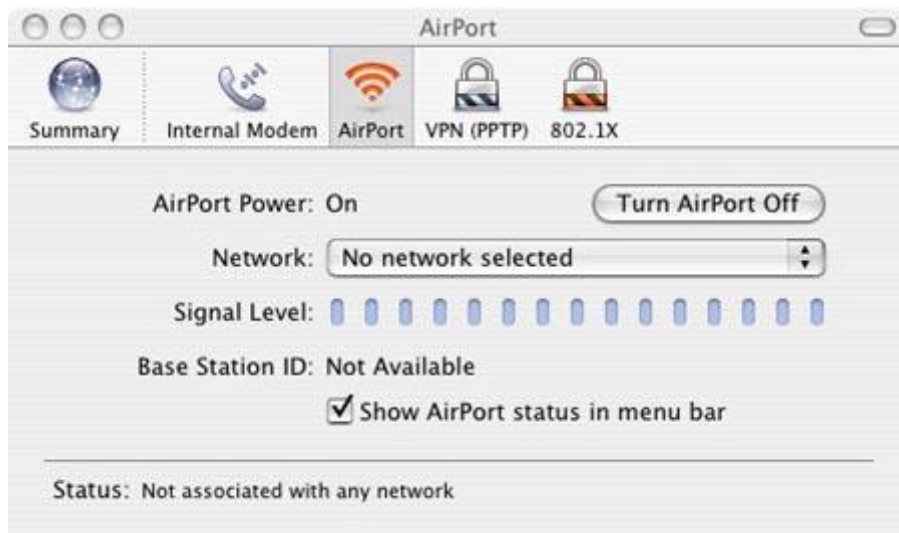 AirPort
Summary
Internal Modem
AirPort
VPN (PPTP)
802.1X
AirPort Power: On
Turn AirPort Off
Network: No network selected
Signal Level:
Base Station ID: Not Available
Show AirPort status in menu bar
Status: Not associated with any network